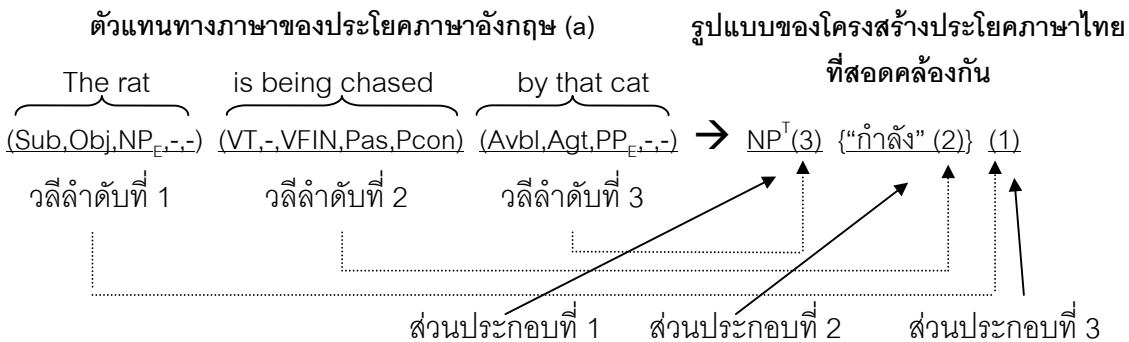 ตัวแทนทางภาษาของประโยคภาษาอังกฤษ (a)
รูปแบบของโครงสร้างประโยคภาษาไทย
ที่สอดคล้องกัน
The rat is being chased by that cat
(Sub,Obj,NP_E,-,-) (VT,-,VFIN,Pas,Pcon) (Avbl,Agt,PP_E,-,-) → NP^T(3) {“กำลัง” (2)} (1)
วลีลำดับที่ 1 วลีลำดับที่ 2 วลีลำดับที่ 3
ส่วนประกอบที่ 1 ส่วนประกอบที่ 2 ส่วนประกอบที่ 3